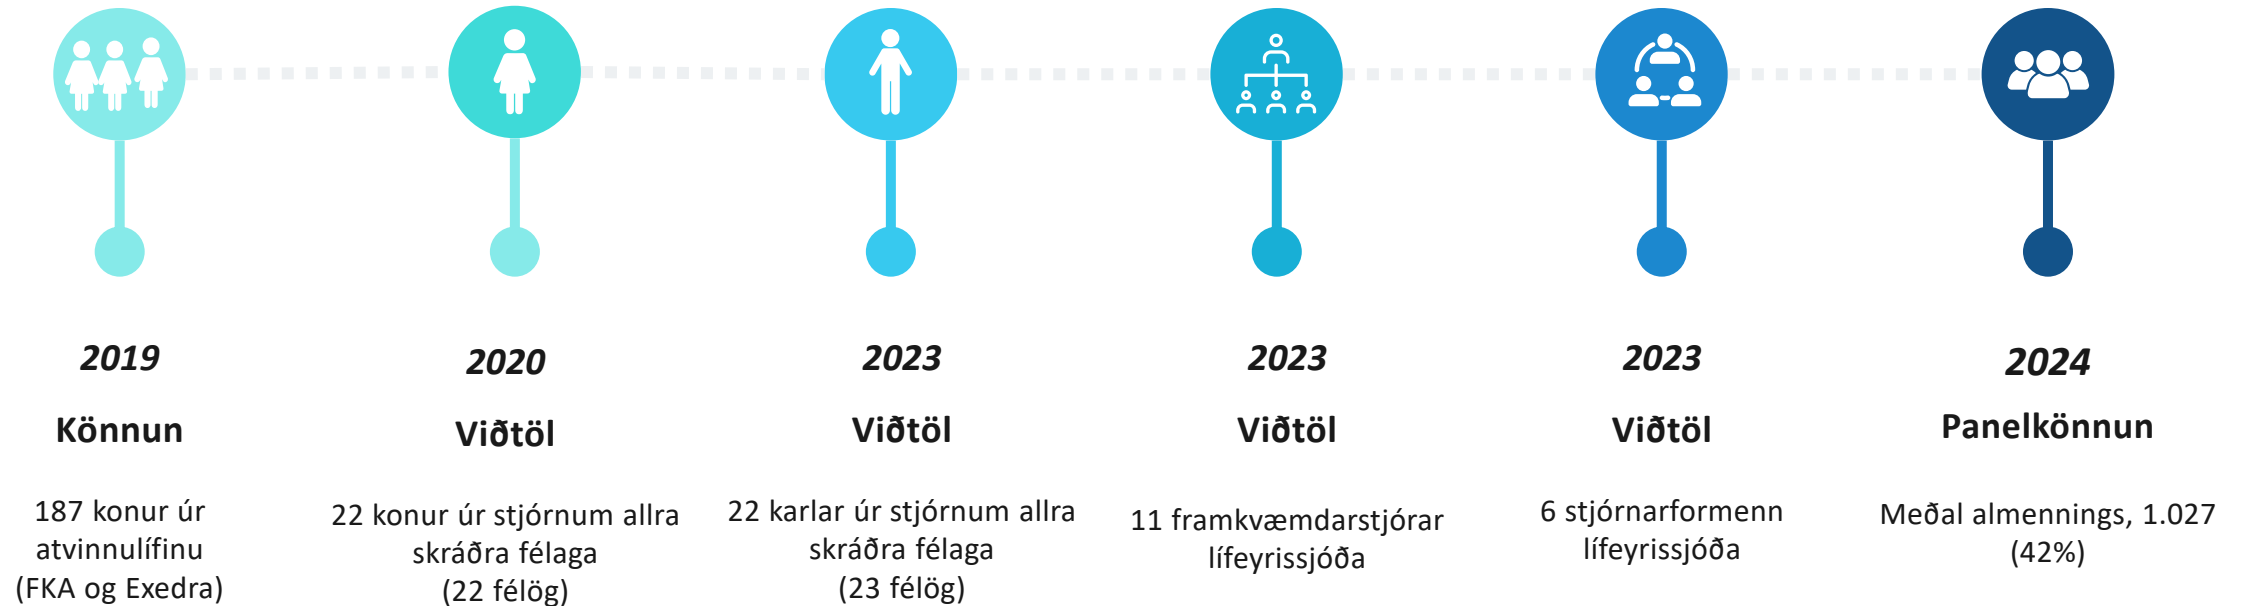 2019
Könnun
187 konur úr
atvinnulífinu
(FKA og Exedra)
2020
Viðtöl
22 konur úr stjórnum allra
skráðra félaga
(22 félög)
2023
Viðtöl
22 karlar úr stjórnum allra
skráðra félaga
(23 félög)
2023
Viðtöl
11 framkvæmdarstjórar
lífeyrissjóða
2023
Viðtöl
6 stjórnarformenn
lífeyrissjóða
2024
Panelkönnun
Meðal almennings, 1.027
(42%)